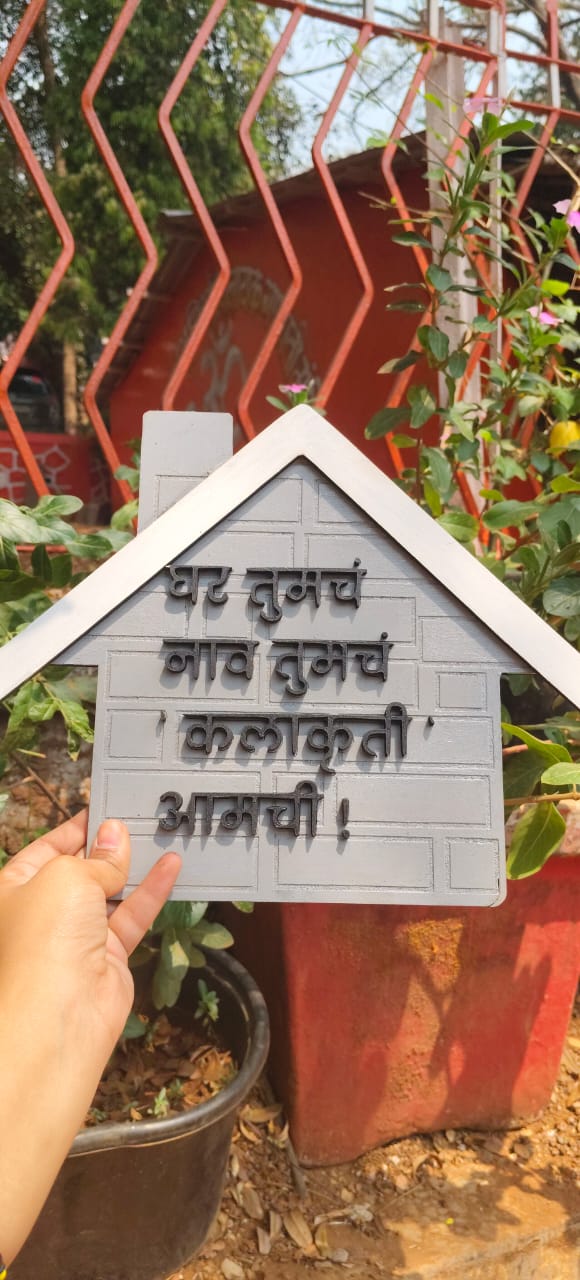 घर तुमचं
नाव तुमचं
'कलाकृती'
आमची !